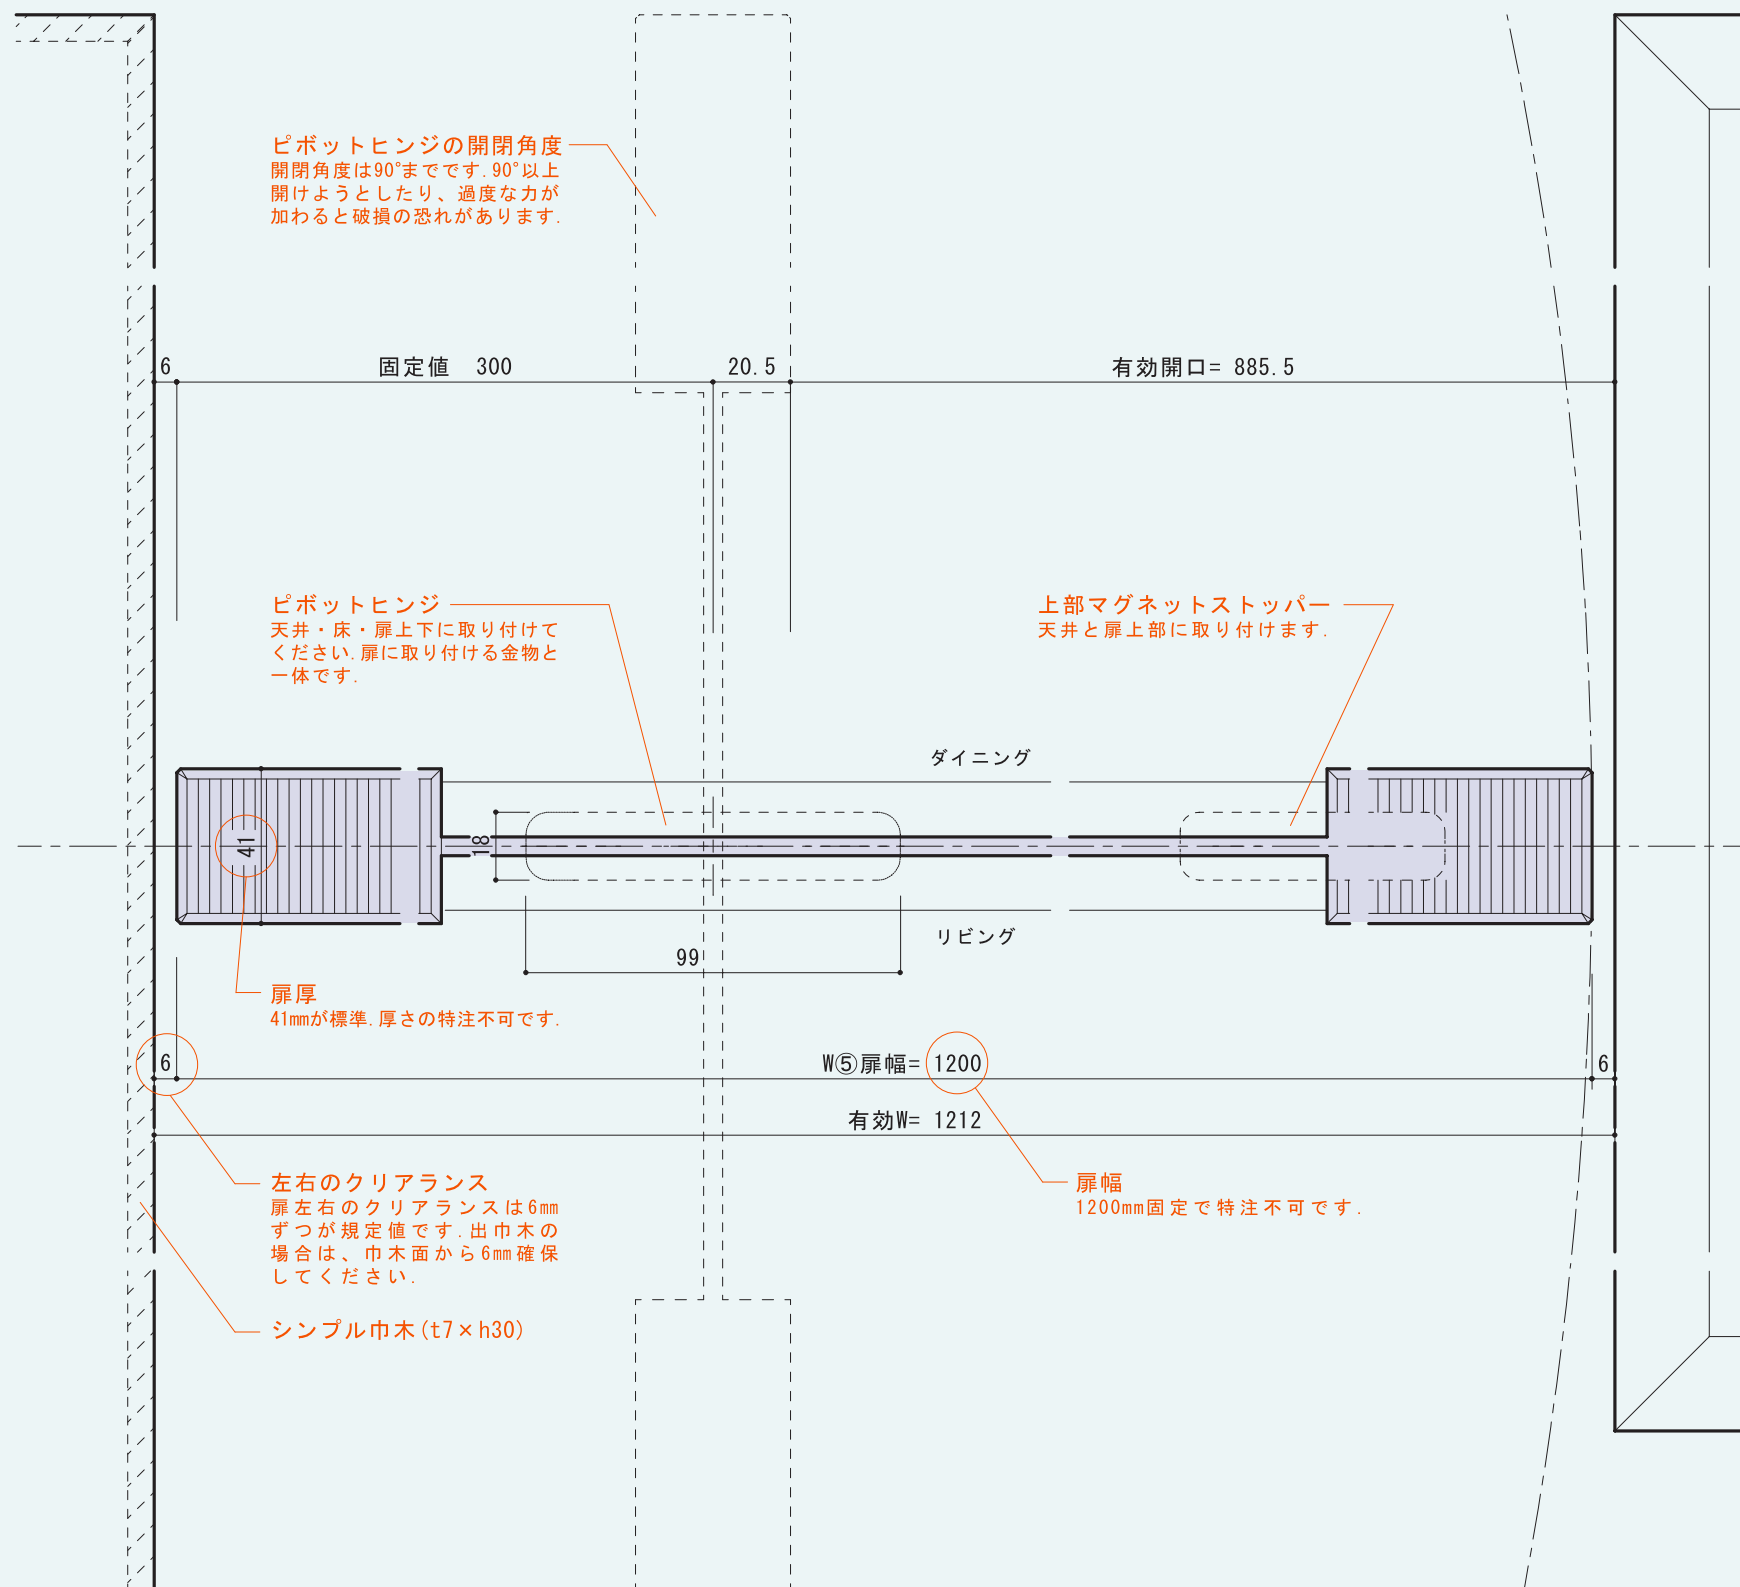 ピボットヒンジの開閉角度
開閉角度は90°までです.90°以上
開けようとしたり、過度な力が
加わると破損の恐れがあります.
6
固定値 300
20.5
有効開口= 885.5
ピボットヒンジ
天井・床・扉上下に取り付けて
ください.扉に取り付ける金物と
一体です.
上部マグネットストッパー
天井と扉上部に取り付けます.
ダイニング
41
18
リビング
99
扉厚
41mmが標準.厚さの特注不可です.
6
W⑤扉幅= 1200
6
有効W= 1212
左右のクリアランス
扉左右のクリアランスは6mm
ずつが規定値です.出巾木の
場合は、巾木面から6mm確保
してください.
扉幅
1200mm固定で特注不可です.
シンプル巾木(t7×h30)